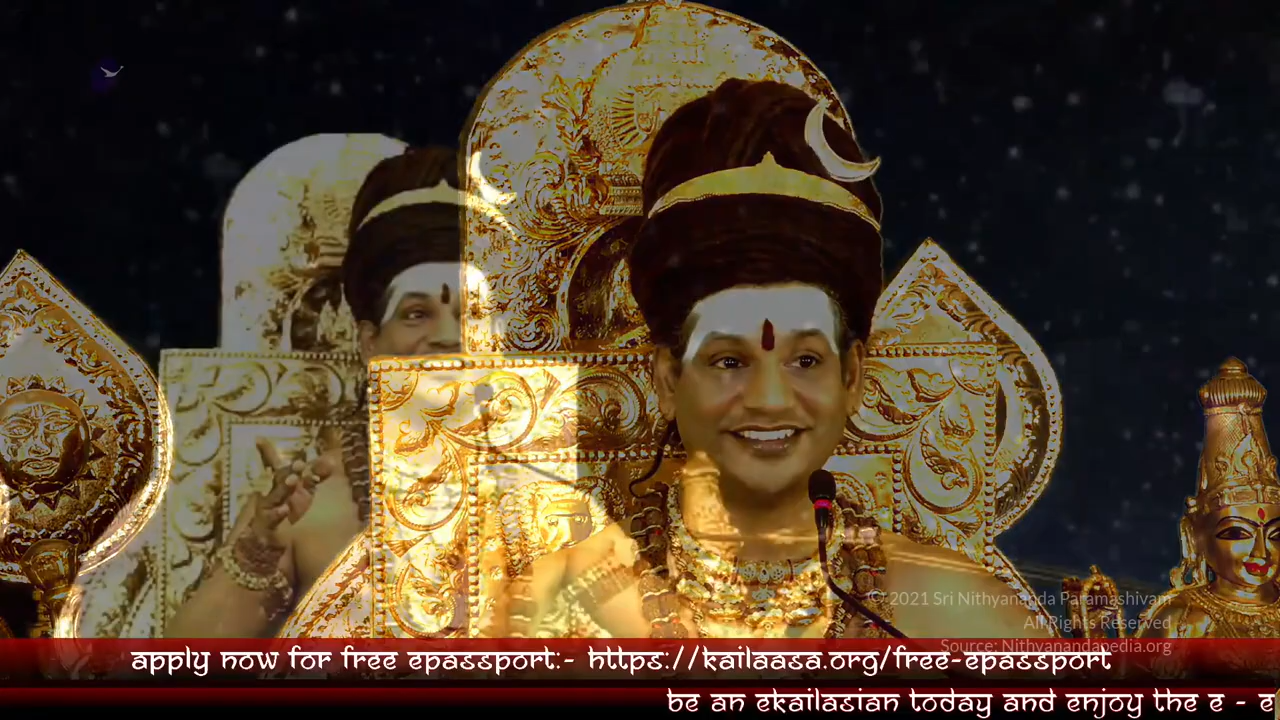 © 2021 Sri Nithyananda Paramashivam
All Rights Reserved
Source: Nithyanandapedia.org
apply now for free epassport:- https://kailaasa.org/free-epassport
be an ekailasian today and enjoy the e - e